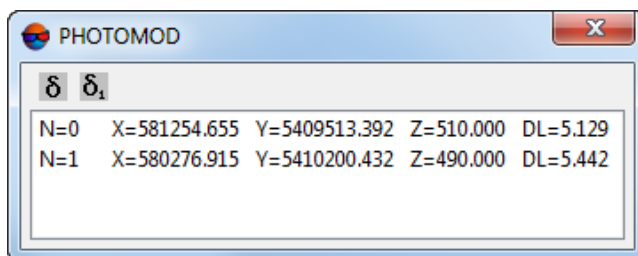 PHOTOMOD
δ δ₁
N=0 X=581254.655 Y=5409513.392 Z=510.000 DL=5.129
N=1 X=580276.915 Y=5410200.432 Z=490.000 DL=5.442